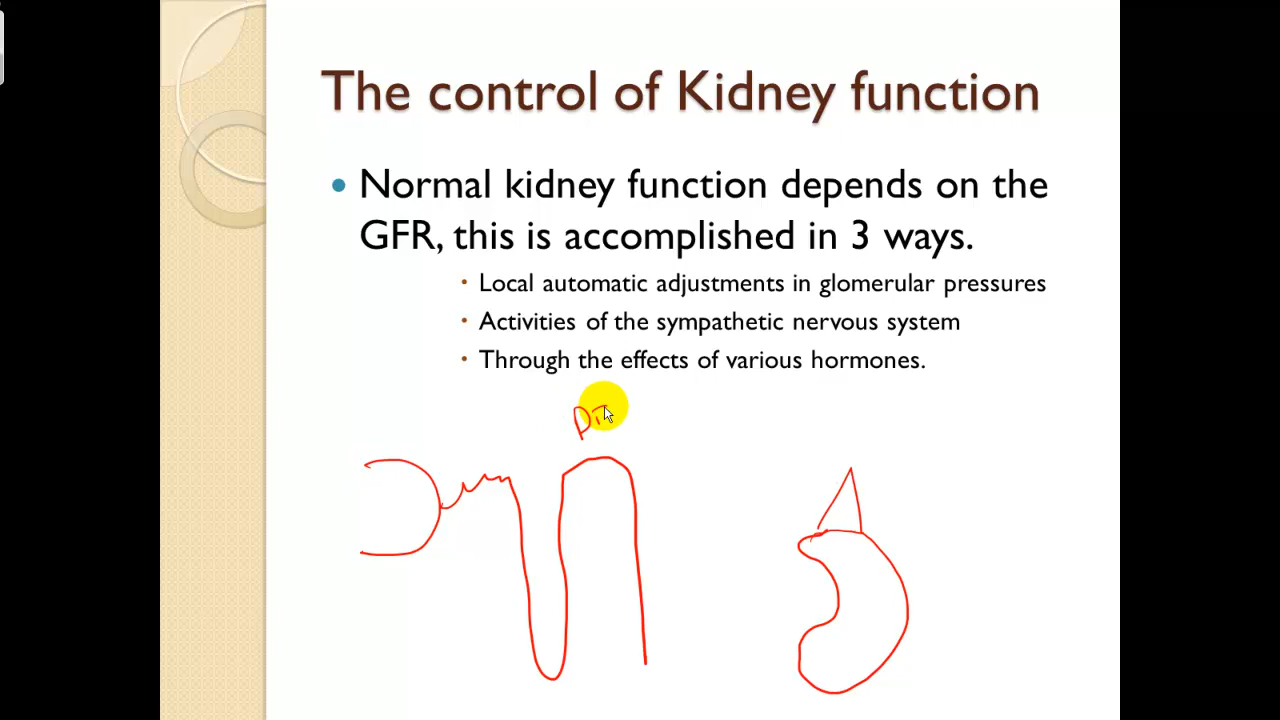 The control of Kidney function
Normal kidney function depends on the
GFR, this is accomplished in 3 ways.
Local automatic adjustments in glomerular pressures
Activities of the sympathetic nervous system
Through the effects of various hormones.